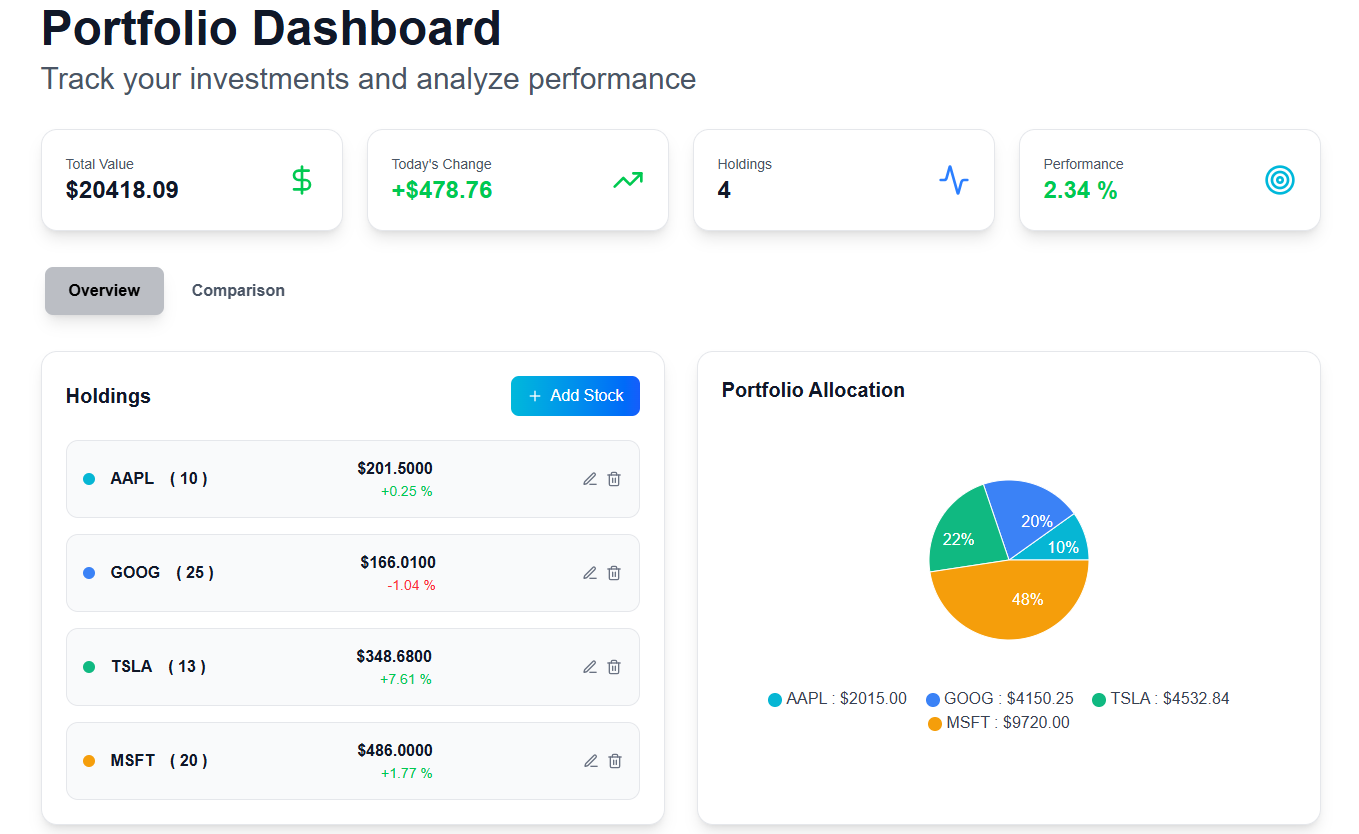 Portfolio Dashboard
Track your investments and analyze performance
Total Value
$20418.09
Today's Change
+$478.76
Holdings
4
Performance
2.34 %
Overview Comparison
Holdings
+ Add Stock
AAPL ( 10 )
$201.5000
+0.25 %
GOOG ( 25 )
$166.0100
-1.04 %
TSLA ( 13 )
$348.6800
+7.61 %
MSFT ( 20 )
$486.0000
+1.77 %
Portfolio Allocation
20%
22%
10%
48%
AAPL : $2015.00 GOOG : $4150.25 TSLA : $4532.84
MSFT : $9720.00